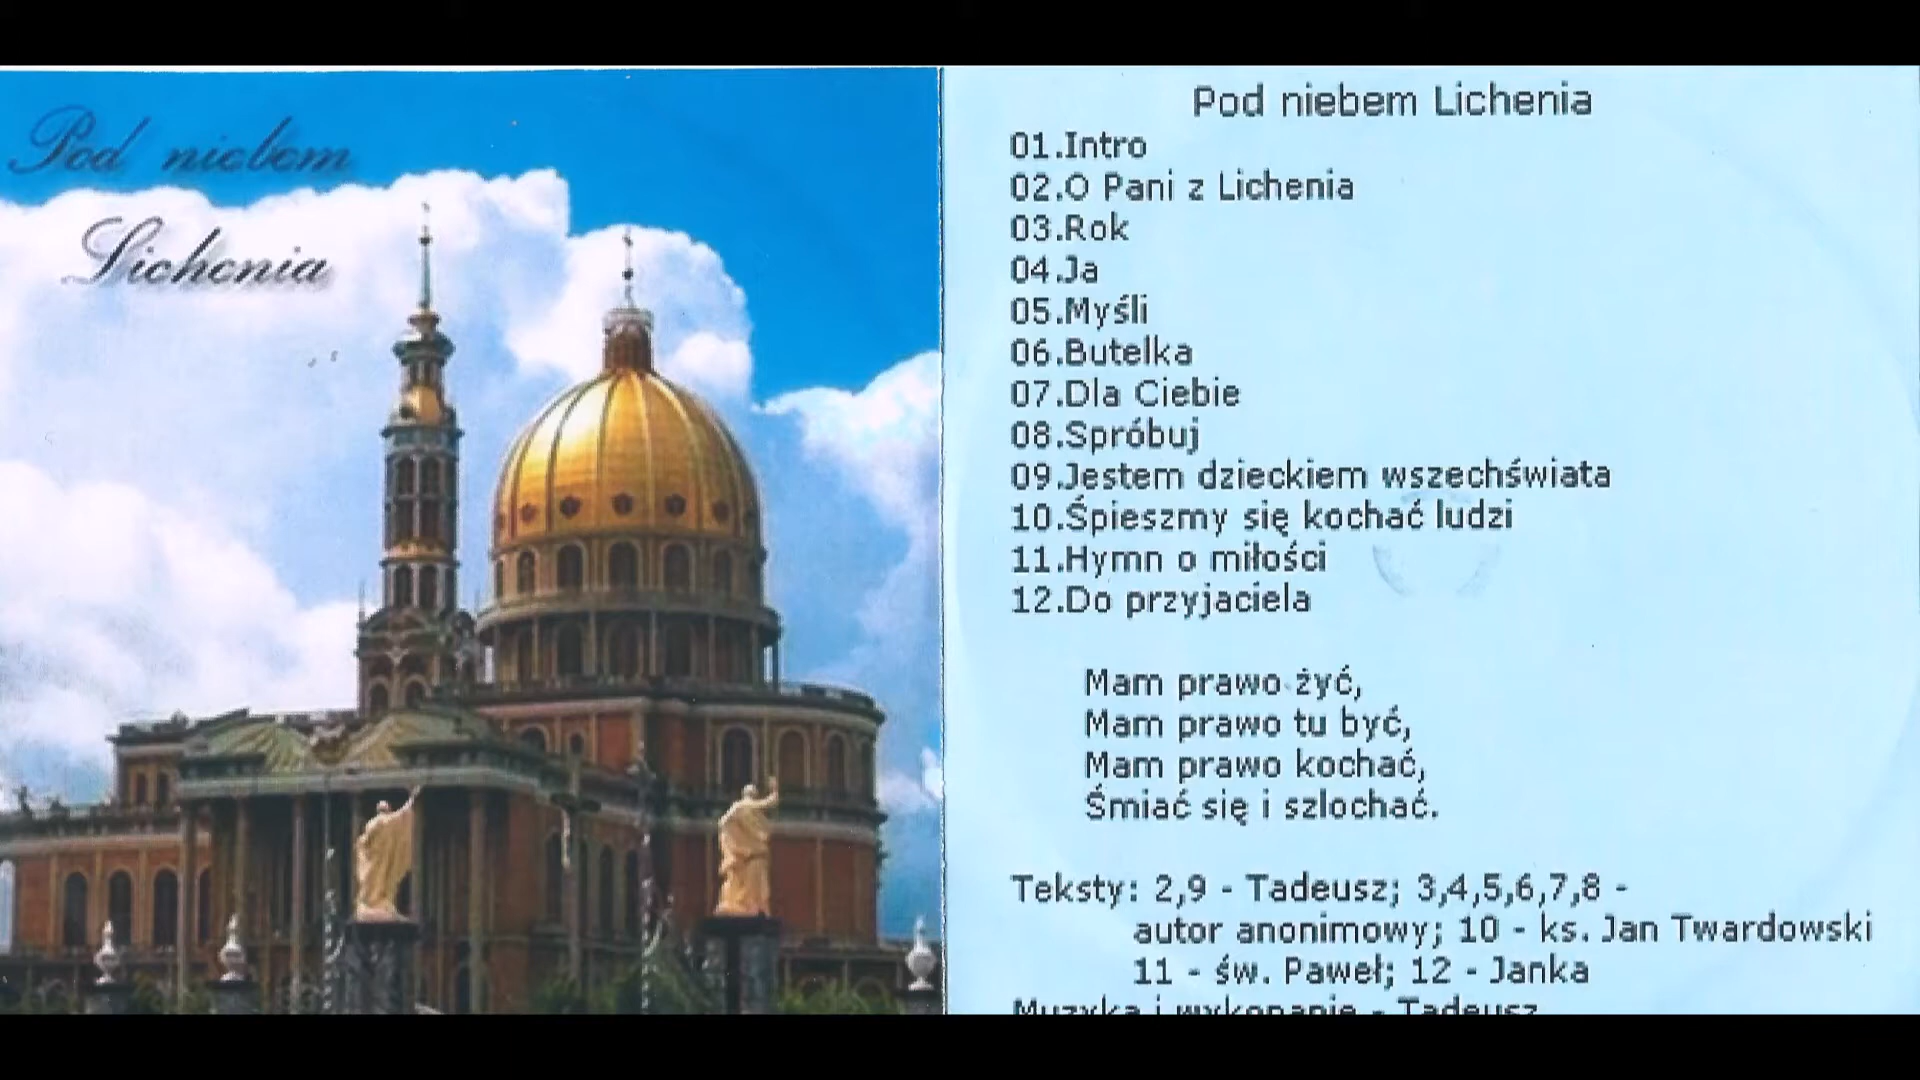 Pod niebem
Lichenia
Pod niebem Lichenia
01.Intro
02.O Pani z Lichenia
03.Rok
04.Ja
05.Myśli
06.Butelka
07.Dla Ciebie
08.Spróbuj
09.Jestem dzieckiem wszechświata
10.Śpieszmy się kochać ludzi
11.Hymn o miłości
12.Do przyjaciela
Mam prawo żyć,
Mam prawo tu być,
Mam prawo kochać,
Śmiać się i szlochać.
Teksty: 2,9 - Tadeusz; 3,4,5,6,7,8 -
autor anonimowy; 10 - ks. Jan Twardowski
11 - św. Paweł; 12 - Janka
Muzyka i wykonanie - Tadeusz